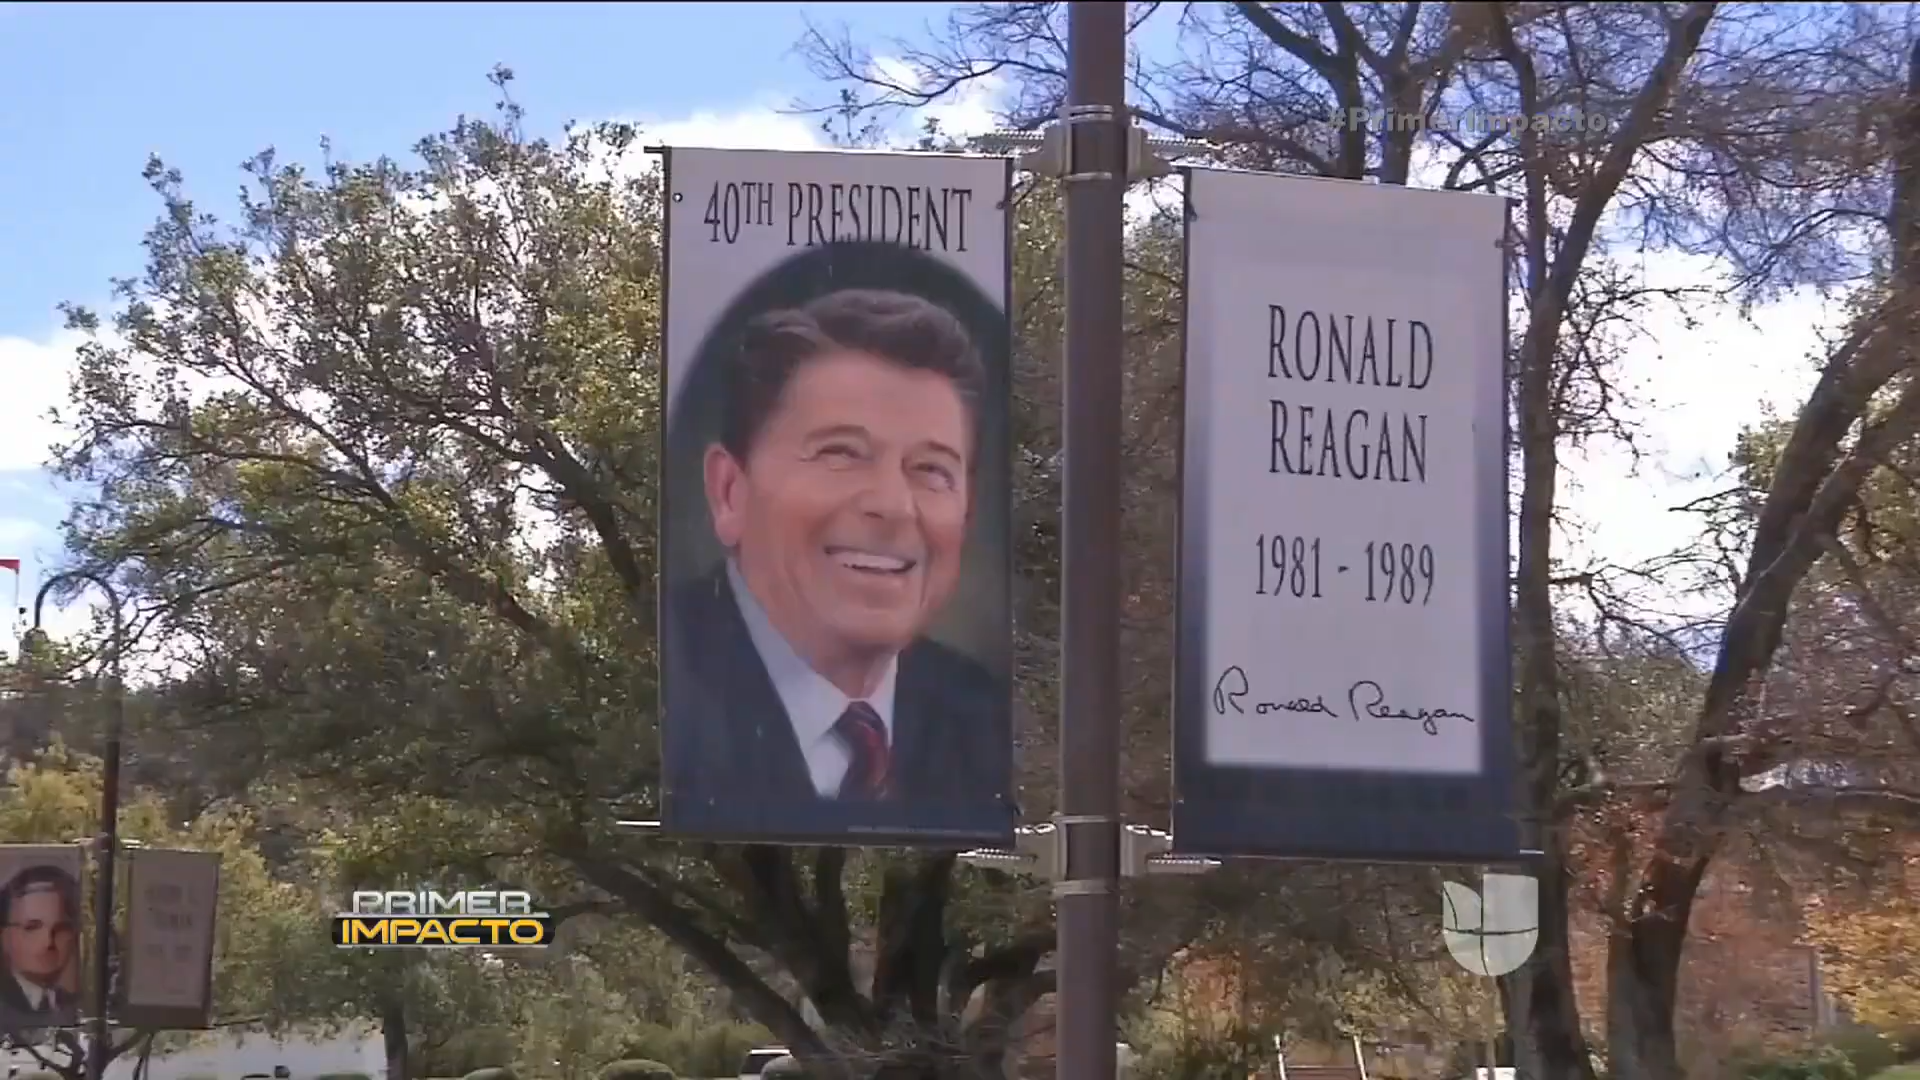 #PrimerImpacto
40TH PRESIDENT
RONALD
REAGAN
1981 - 1989
Ronald Reagan
PRIMER
IMPACTO